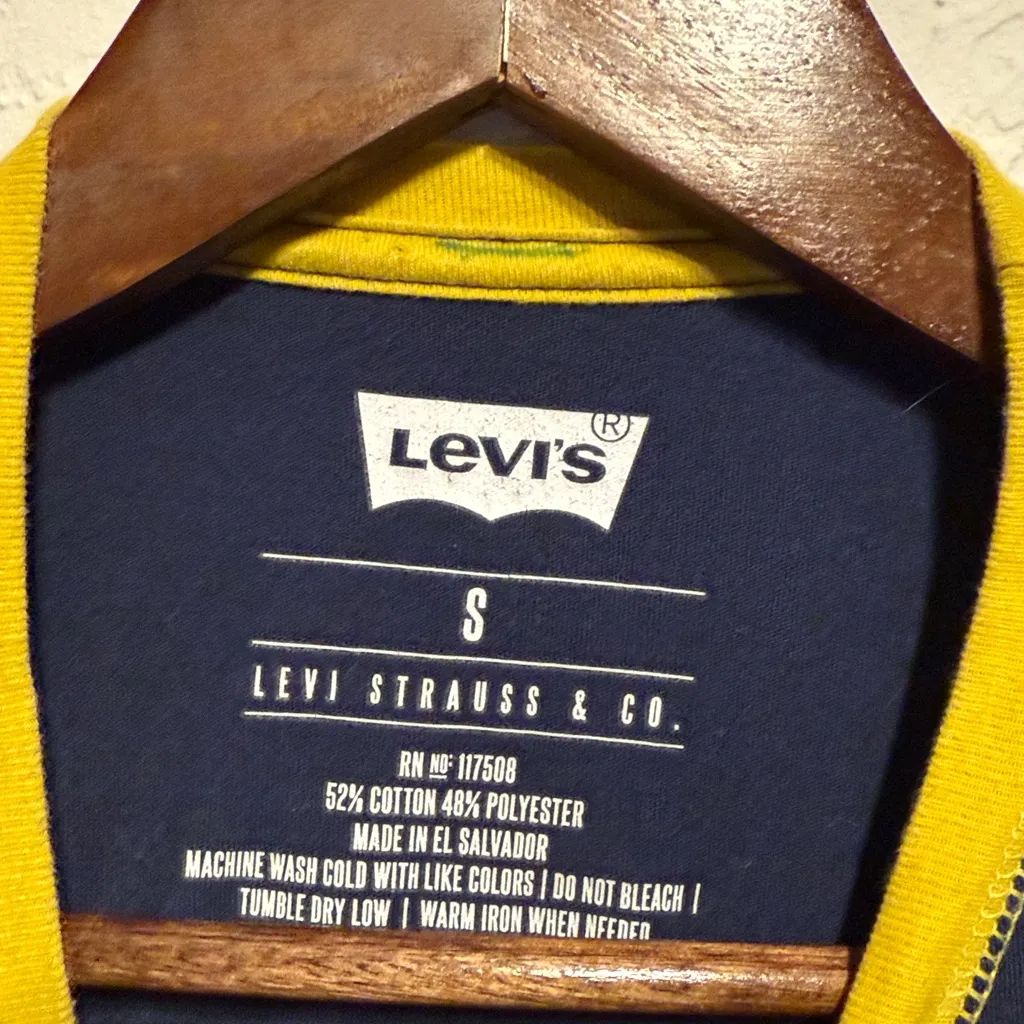 LEVI'S®
S
LEVI STRAUSS & CO.
RN NO: 117508
52% COTTON 48% POLYESTER
MADE IN EL SALVADOR
MACHINE WASH COLD WITH LIKE COLORS | DO NOT BLEACH |
TUMBLE DRY LOW | WARM IRON WHEN NEEDED